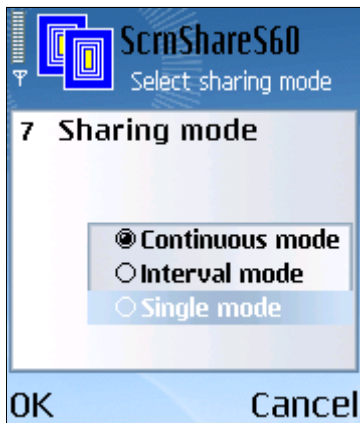 ScrnShareS60
Select sharing mode
7 Sharing mode
Continuous mode
Interval mode
Single mode
OK Cancel